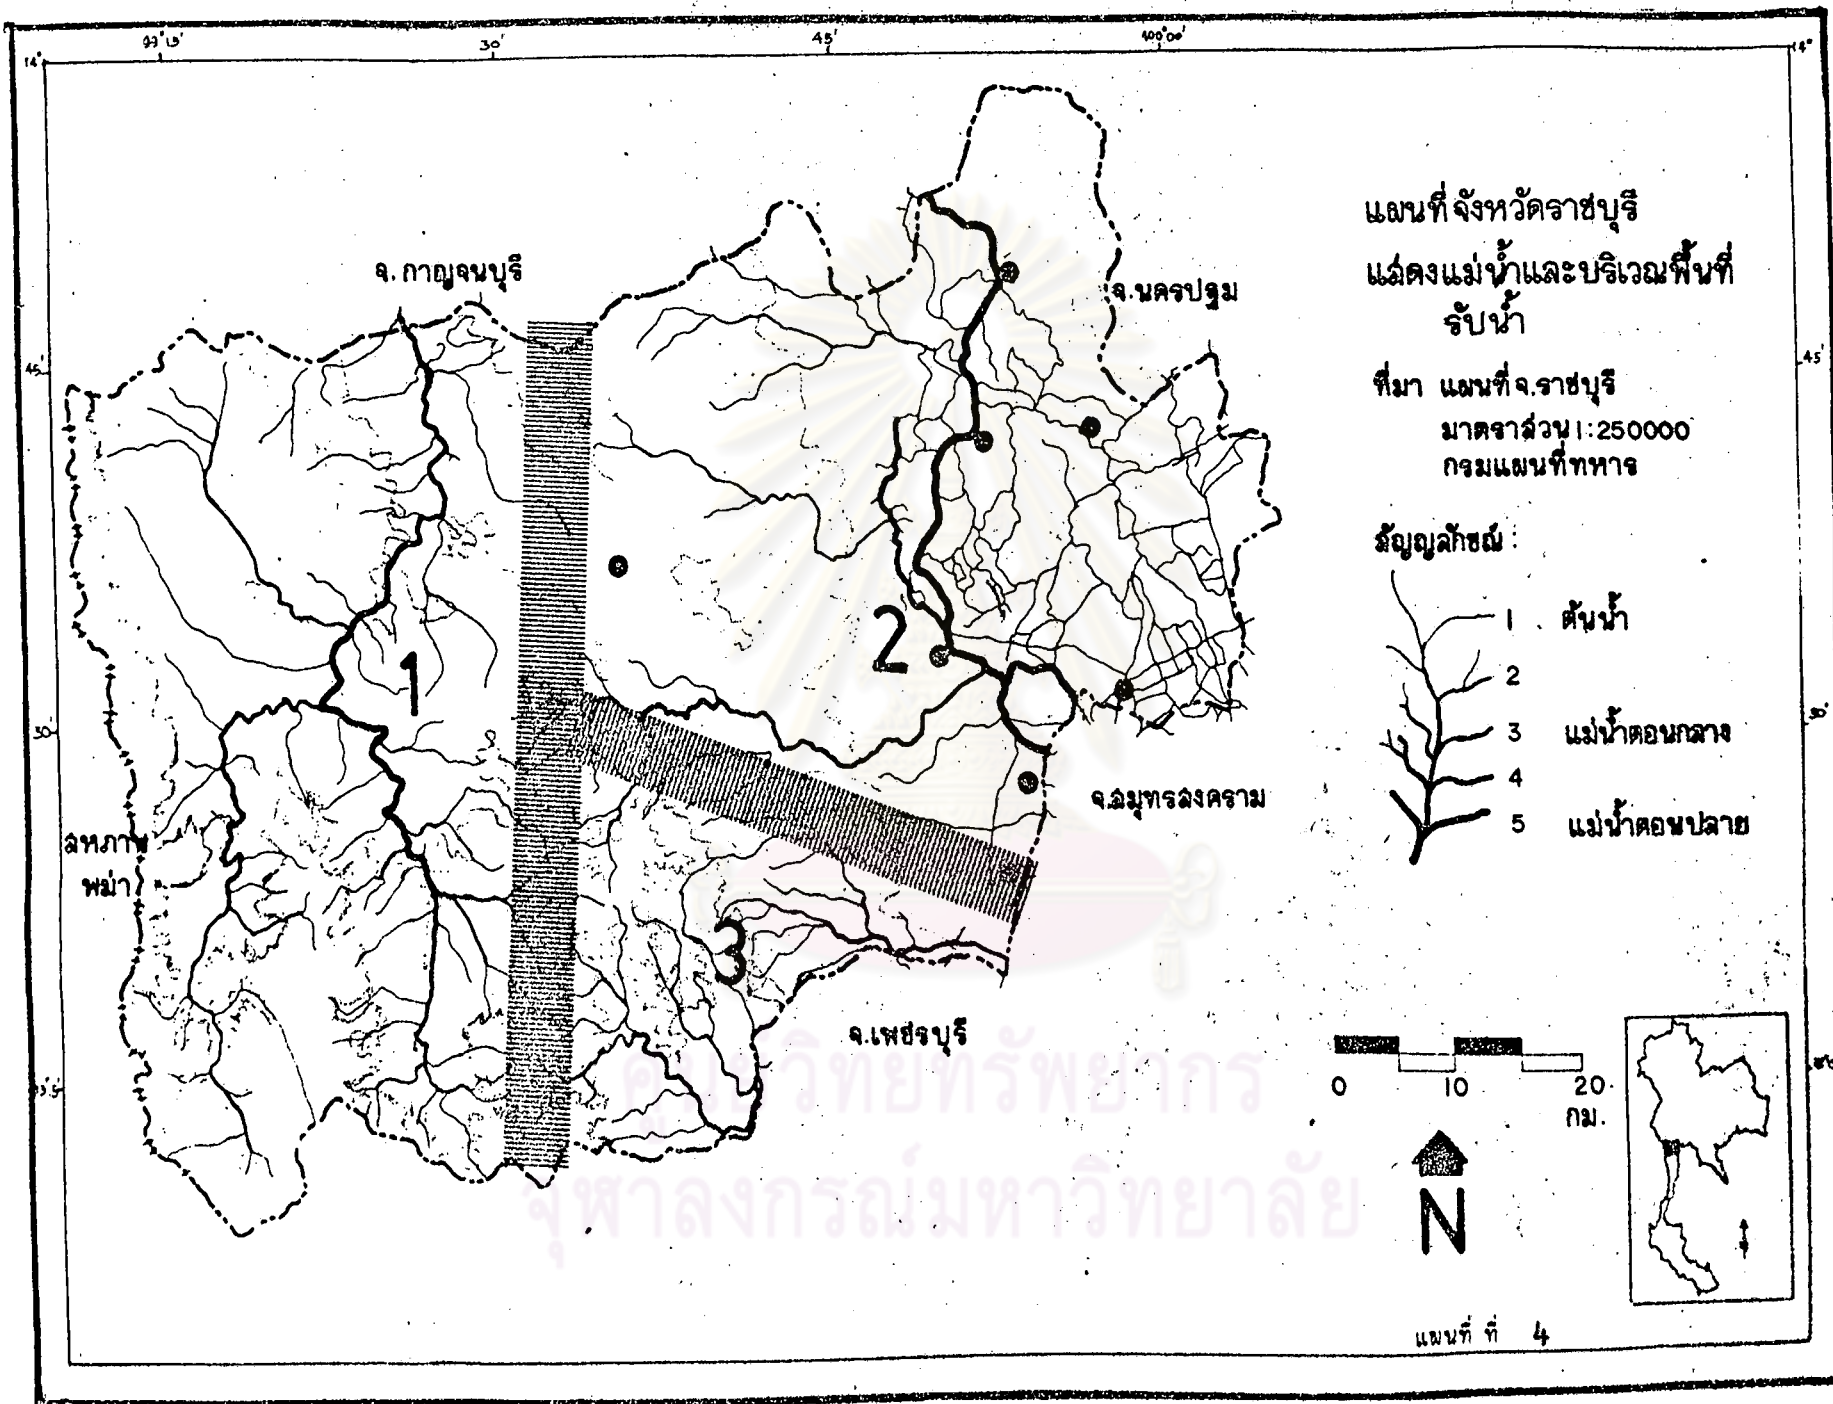 99°15'
30'
45'
100°00'
14°
14°
แผนที่จังหวัดราชบุรี
แสดงแม่น้ำและบริเวณพื้นที่
รับน้ำ
จ.กาญจนบุรี
จ.นครปฐม
45'
45'
ที่มา แผนที่จ.ราชบุรี
มาตราส่วน 1:250000
กรมแผนที่ทหาร
สัญญลักษณ์ :
1 ต้นน้ำ
2
3 แม่น้ำตอนกลาง
4
5 แม่น้ำตอนปลาย
1
2
30'
30'
จ.สมุทรสงคราม
สหภาพ
พม่า
3
จ.เพชรบุรี
ศูนย์วิทยทรัพยากร
จุฬาลงกรณ์มหาวิทยาลัย
0 10 20
กม.
N
แผนที่ ที่ 4